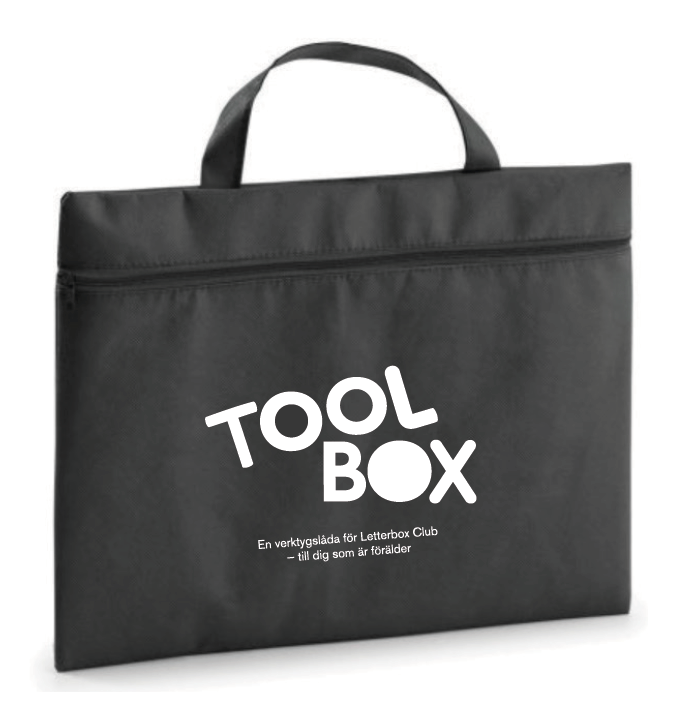 TOOL
BOX
En verktygslåda för Letterbox Club
– till dig som är förälder